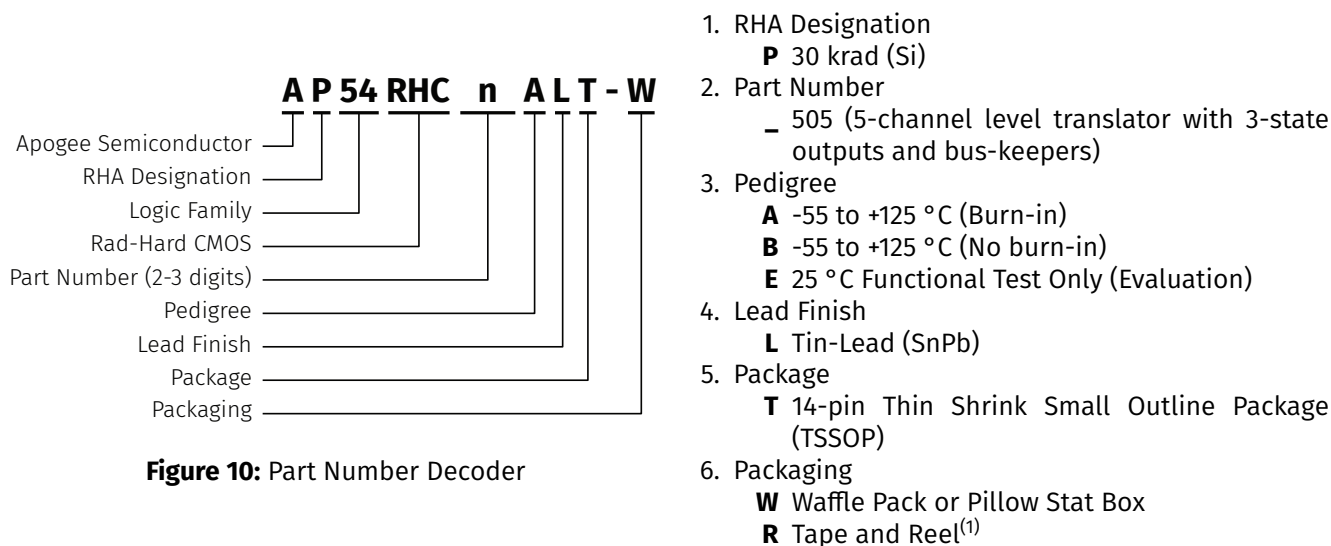 A P 54 RHC n A L T - W
Apogee Semiconductor
RHA Designation
Logic Family
Rad-Hard CMOS
Part Number (2-3 digits)
Pedigree
Lead Finish
Package
Packaging
Figure 10: Part Number Decoder
1. RHA Designation
P 30 krad (Si)
2. Part Number
_ 505 (5-channel level translator with 3-state
outputs and bus-keepers)
3. Pedigree
A -55 to +125 °C (Burn-in)
B -55 to +125 °C (No burn-in)
E 25 °C Functional Test Only (Evaluation)
4. Lead Finish
L Tin-Lead (SnPb)
5. Package
T 14-pin Thin Shrink Small Outline Package
(TSSOP)
6. Packaging
W Waffle Pack or Pillow Stat Box
R Tape and Reel(1)